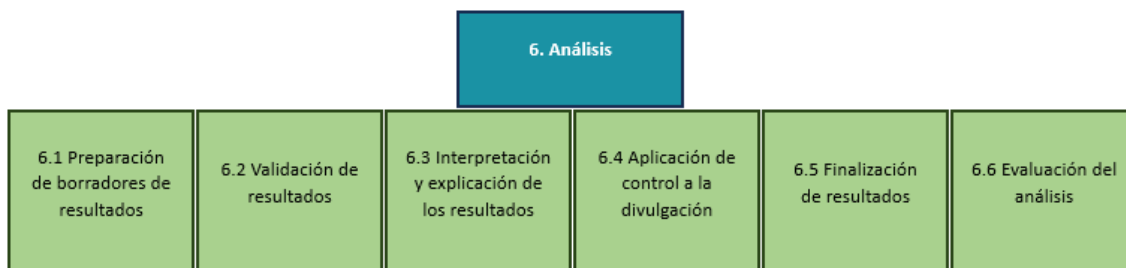 6. Análisis
6.1 Preparación
de borradores de
resultados
6.2 Validación de
resultados
6.3 Interpretación
y explicación de
los resultados
6.4 Aplicación de
control a la
divulgación
6.5 Finalización
de resultados
6.6 Evaluación del
análisis